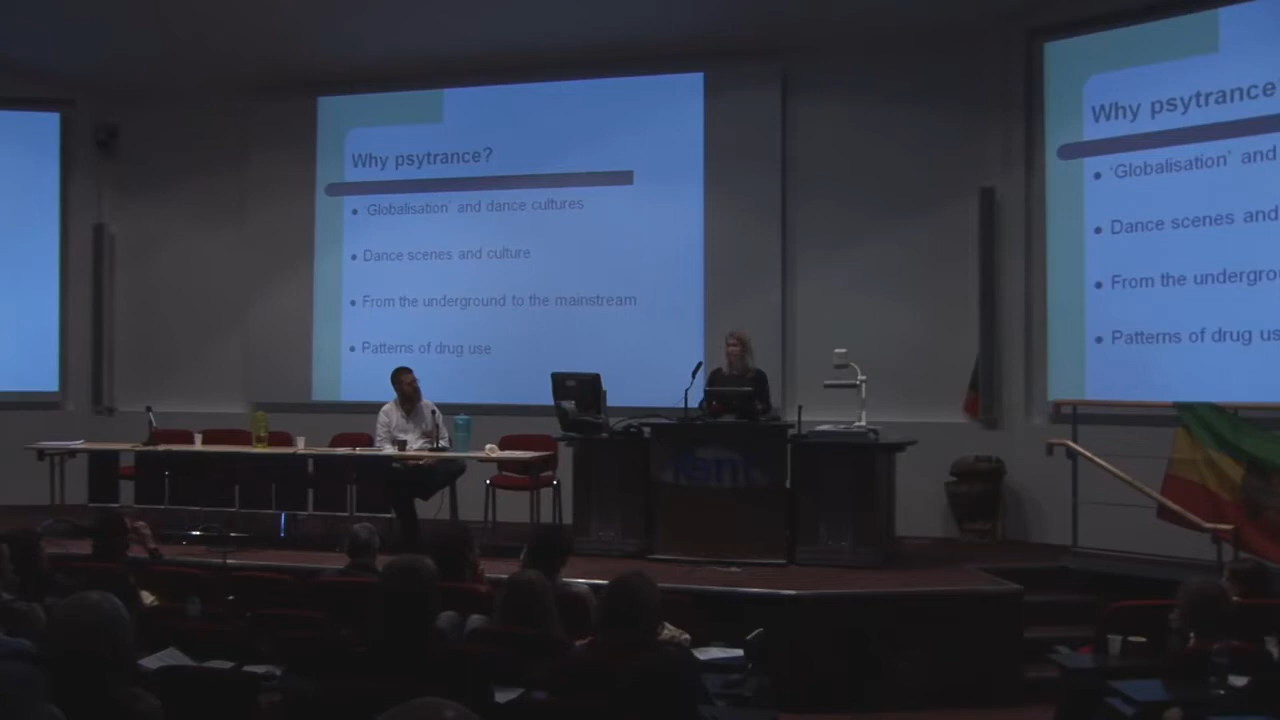 Why psytrance?
'Globalisation' and dance cultures
Dance scenes and culture
From the underground to the mainstream
Patterns of drug use
Why psytrance
'Globalisation' and
Dance scenes and
From the undergro
Patterns of drug us